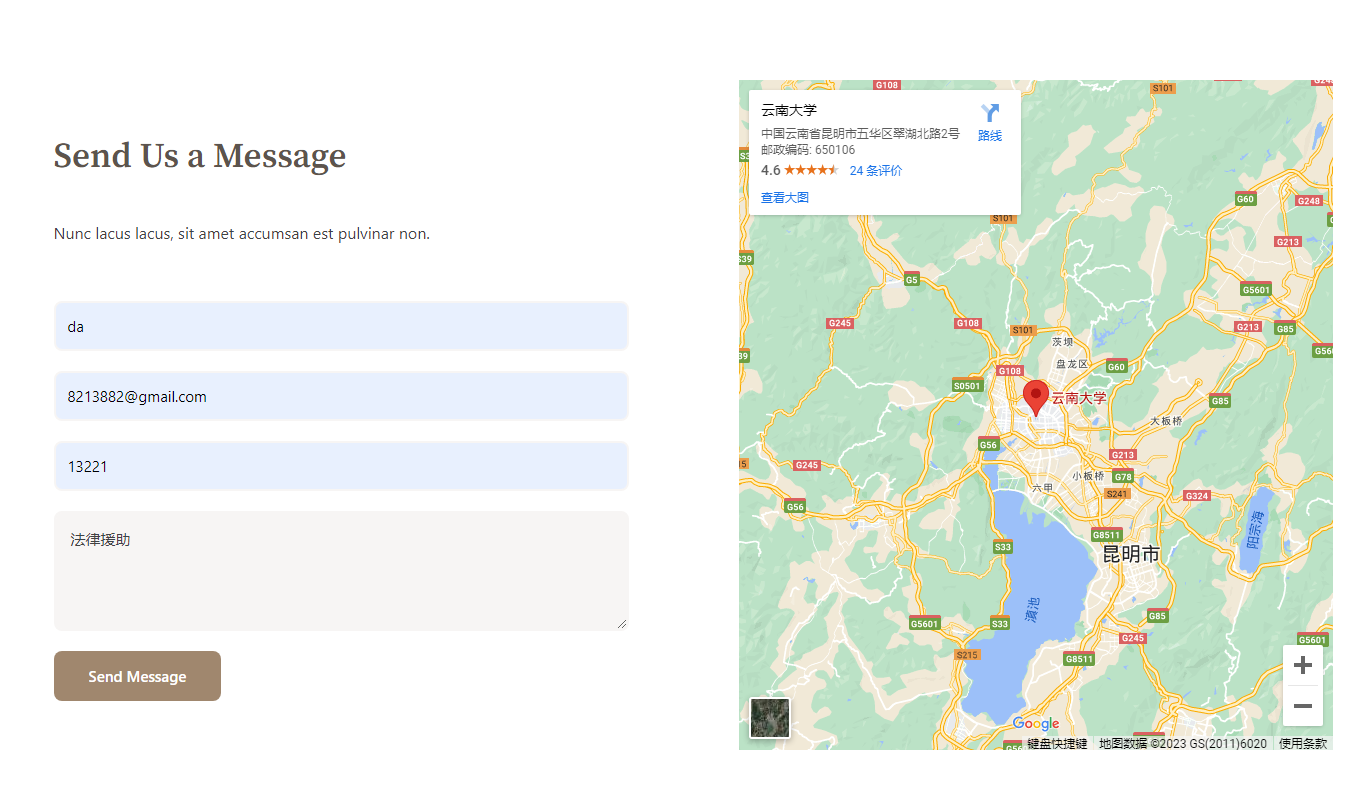 Send Us a Message
Nunc lacus lacus, sit amet accumsan est pulvinar non.
da
8213882@gmail.com
13221
法律援助
Send Message
云南大学
中国云南省昆明市五华区翠湖北路2号
邮政编码: 650106
4.6 24 条评价
查看大图
路线
G108
S101
S101
G60
G248
G213
S39
G5
G5601
G245
G108
S101
G213
G85
茨坝
盘龙区
G108
G60
S0501
云南大学
G85
大板桥
G56
G213
G245
小板桥
G78
六甲
S241
G324
G56
阳宗海
G8511
S33
昆明市
滇池
G5601
S33
G85
G245
G5601
S215
G8511
Google
键盘快捷键
地图数据 ©2023 GS(2011)6020
使用条款